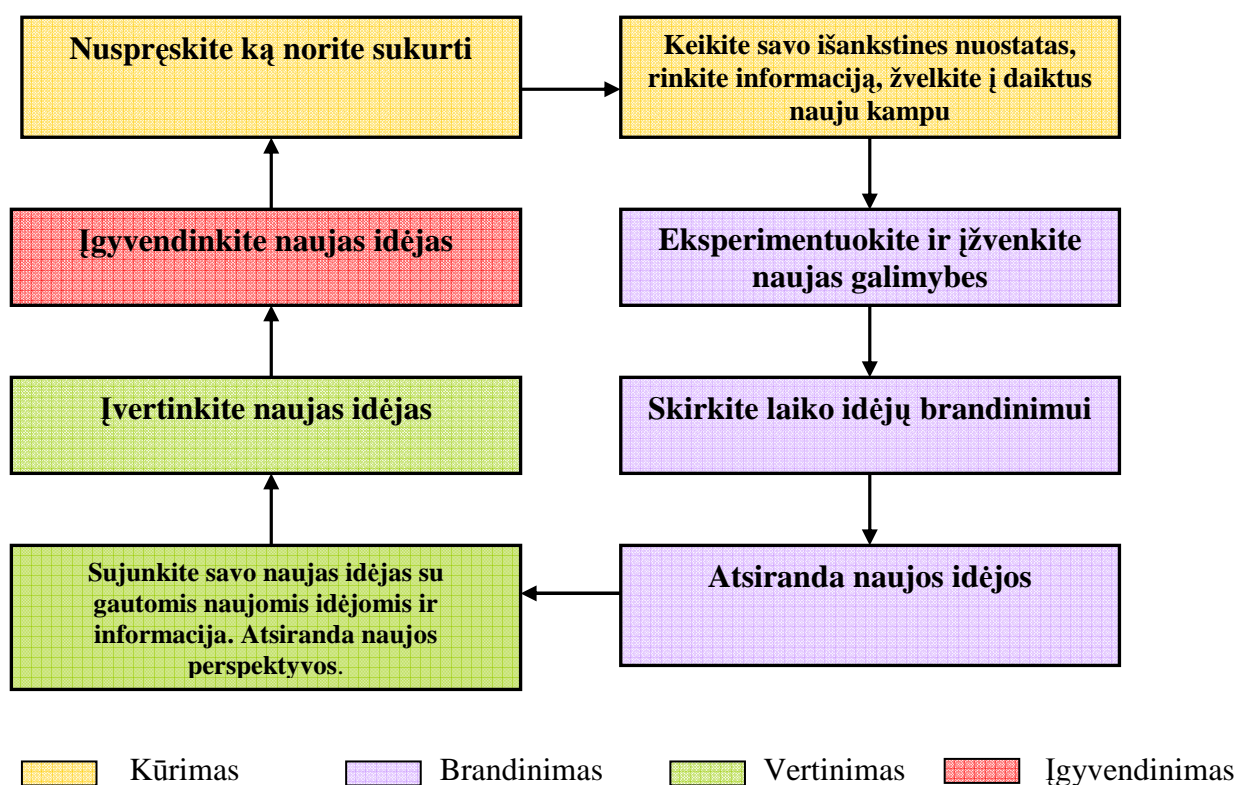 Nuspręskite ką norite sukurti
Keikite savo išankstines nuostatas,
rinkite informaciją, žvelkite į daiktus
nauju kampu
Įgyvendinkite naujas idėjas
Eksperimentuokite ir įžvenkite
naujas galimybes
Įvertinkite naujas idėjas
Skirkite laiko idėjų brandinimui
Sujunkite savo naujas idėjas su
gautomis naujomis idėjomis ir
informacija. Atsiranda naujos
perspektyvos.
Atsiranda naujos idėjos
Kūrimas
Brandinimas
Vertinimas
Įgyvendinimas